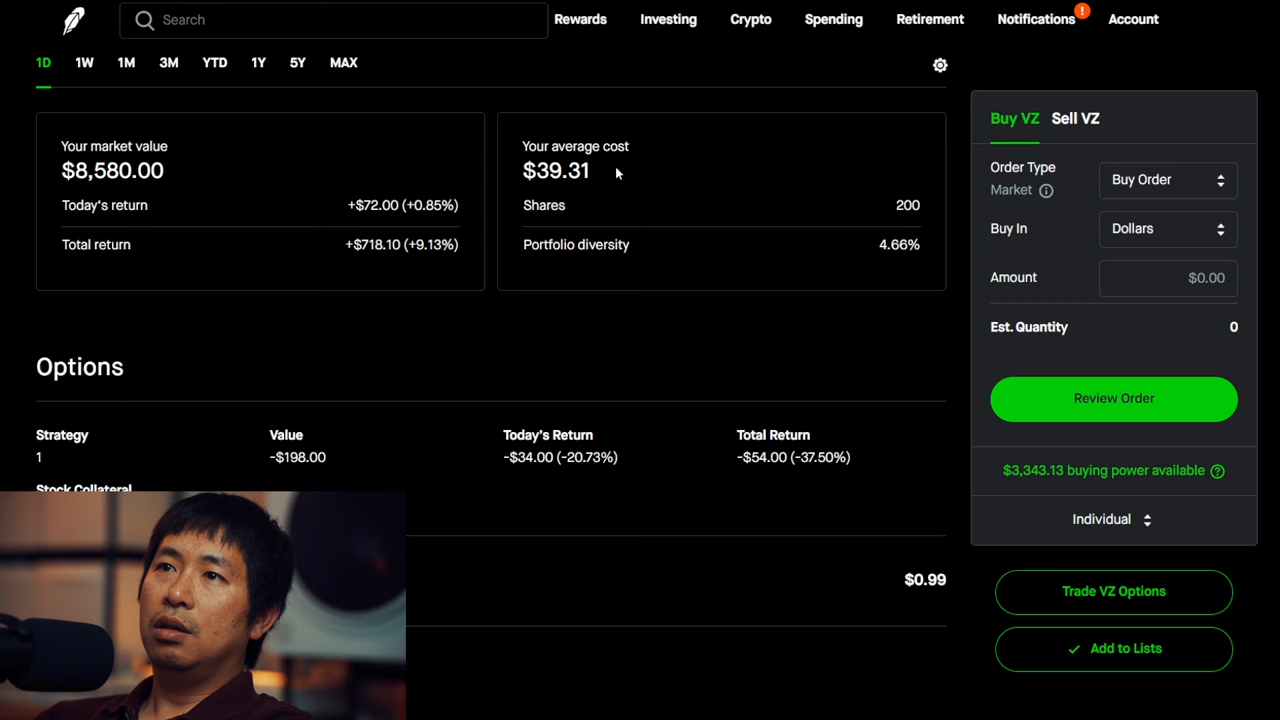 Search
Rewards Investing Crypto Spending Retirement Notifications ! Account
1D 1W 1M 3M YTD 1Y 5Y MAX
Your market value
$8,580.00
Today's return +$72.00 (+0.85%)
Total return +$718.10 (+9.13%)
Your average cost
$39.31
Shares 200
Portfolio diversity 4.66%
Buy VZ Sell VZ
Order Type
Market
Buy Order
Buy In Dollars
Amount $0.00
Est. Quantity 0
Review Order
$3,343.13 buying power available
Individual
Trade VZ Options
Add to Lists
Options
Strategy Value Today's Return Total Return
1 -$198.00 -$34.00 (-20.73%) -$54.00 (-37.50%)
Stock Collateral
$0.99